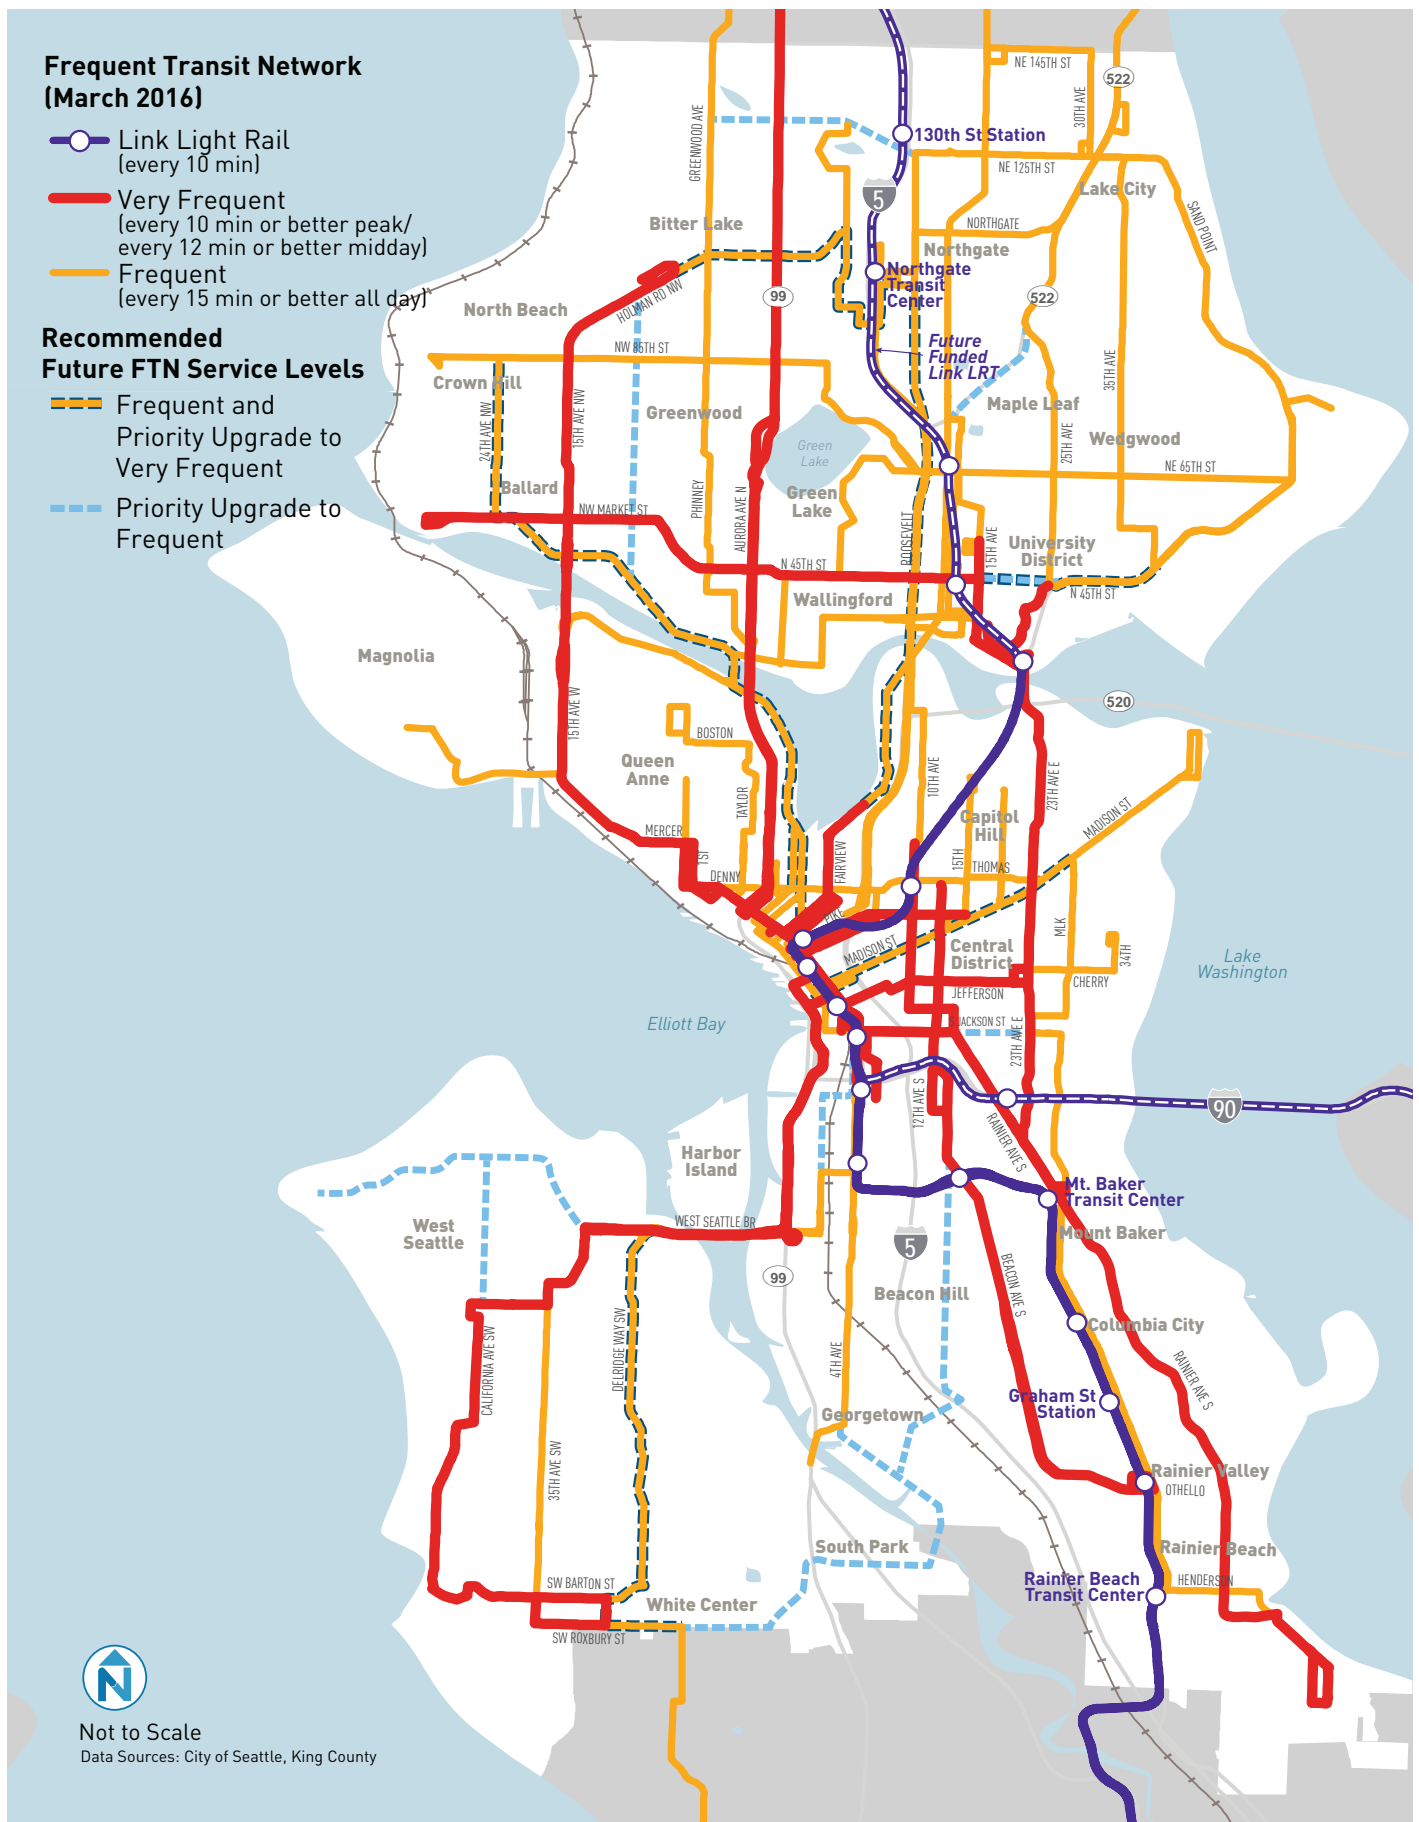 Frequent Transit Network
(March 2016)
Link Light Rail
(every 10 min)
Very Frequent
(every 10 min or better peak/
every 12 min or better midday)
Frequent
(every 15 min or better all day)
Recommended
Future FTN Service Levels
Frequent and
Priority Upgrade to
Very Frequent
Priority Upgrade to
Frequent
NE 145TH ST
522
30TH AVE
GREENWOOD AVE
130th St Station
NE 125TH ST
5
Lake City
SAND POINT
Bitter Lake
NORTHGATE
Northgate
Northgate
Transit
Center
99
522
HOLMAN RD NW
North Beach
Future
Funded
Link LRT
NW 85TH ST
Crown Hill
35TH AVE
24TH AVE NW
15TH AVE NW
Greenwood
Maple Leaf
Green
Lake
25TH AVE
Wedgwood
NE 65TH ST
Ballard
PHINNEY
AURORA AVE N
Green
Lake
NW MARKET ST
ROOSEVELT
15TH AVE
University
District
N 45TH ST
N 45TH ST
Wallingford
Magnolia
520
15TH AVE W
BOSTON
Queen
Anne
TAYLOR
10TH AVE
23TH AVE E
MADISON ST
Capitol
Hill
MERCER
1ST
FAIRVIEW
15TH
THOMAS
DENNY
PIKE
MLK
MADISON ST
Central
District
34TH
Lake
Washington
CHERRY
JEFFERSON
Elliott Bay
S JACKSON ST
23TH AVE E
12TH AVE S
90
RAINIER AVE S
Harbor
Island
Mt. Baker
Transit Center
West
Seattle
WEST SEATTLE BR
Mount Baker
5
99
BEACON AVE S
Beacon Hill
Columbia City
CALIFORNIA AVE SW
DELRIDGE WAY SW
4TH AVE
RAINIER AVE S
Graham St
Station
Georgetown
35TH AVE SW
Rainier Valley
OTHELLO
South Park
Rainier Beach
Rainier Beach
Transit Center
HENDERSON
SW BARTON ST
White Center
SW ROXBURY ST
N
Not to Scale
Data Sources: City of Seattle, King County